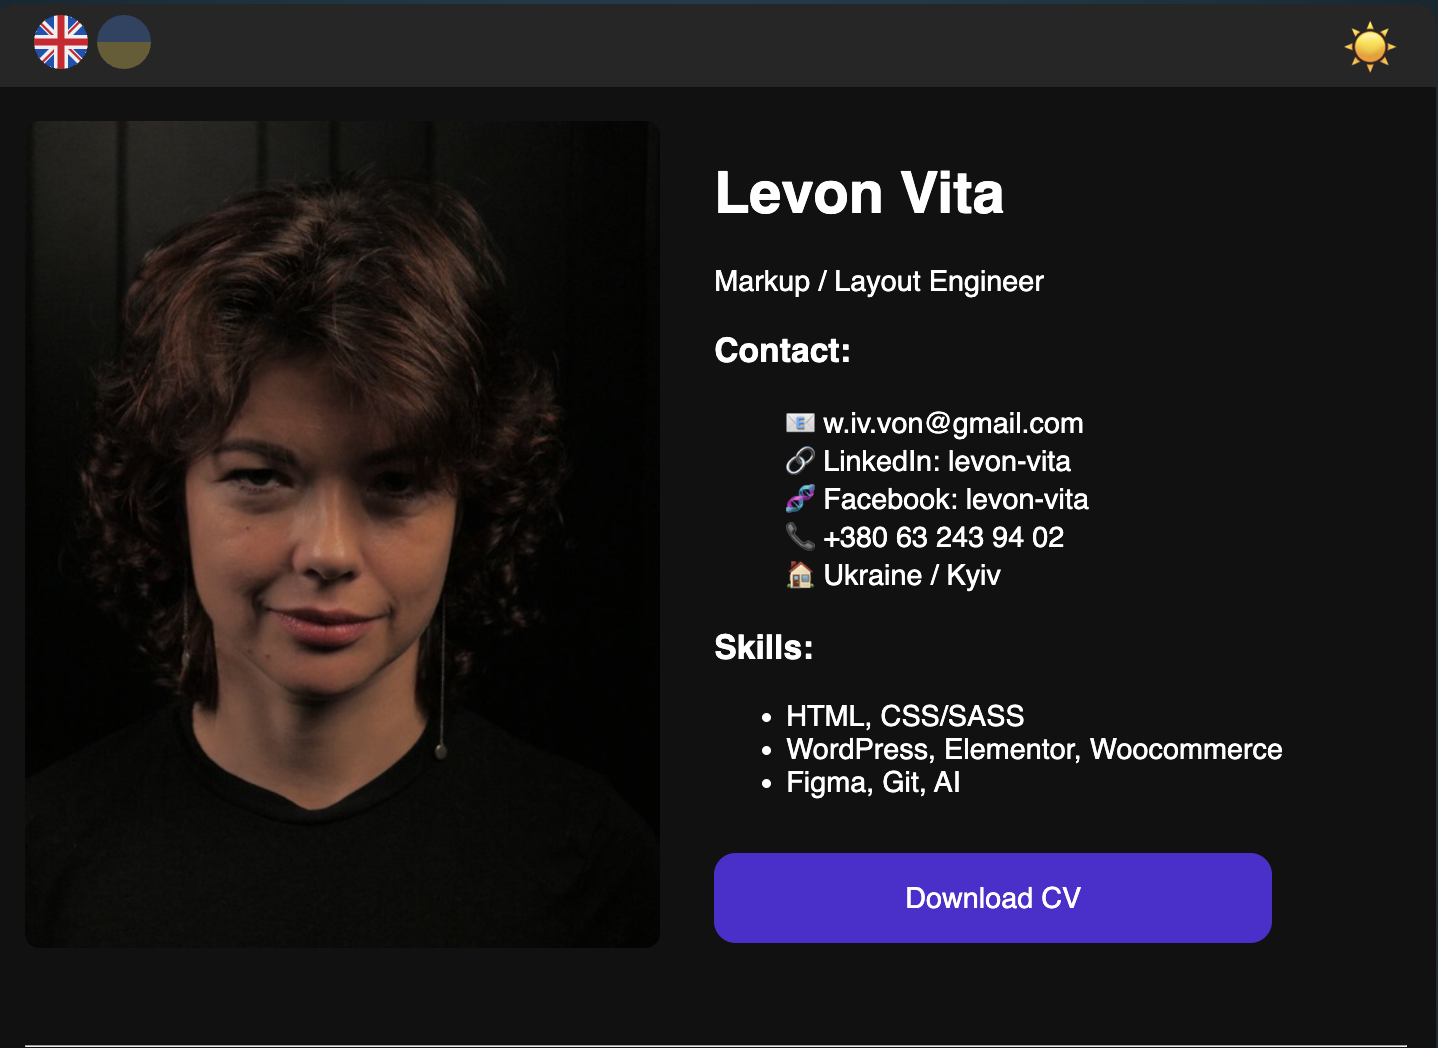 Levon Vita
Markup / Layout Engineer
Contact:
📧 w.iv.von@gmail.com
🔗 LinkedIn: levon-vita
🧬 Facebook: levon-vita
📞 +380 63 243 94 02
🏠 Ukraine / Kyiv
Skills:
• HTML, CSS/SASS
• WordPress, Elementor, Woocommerce
• Figma, Git, AI
Download CV